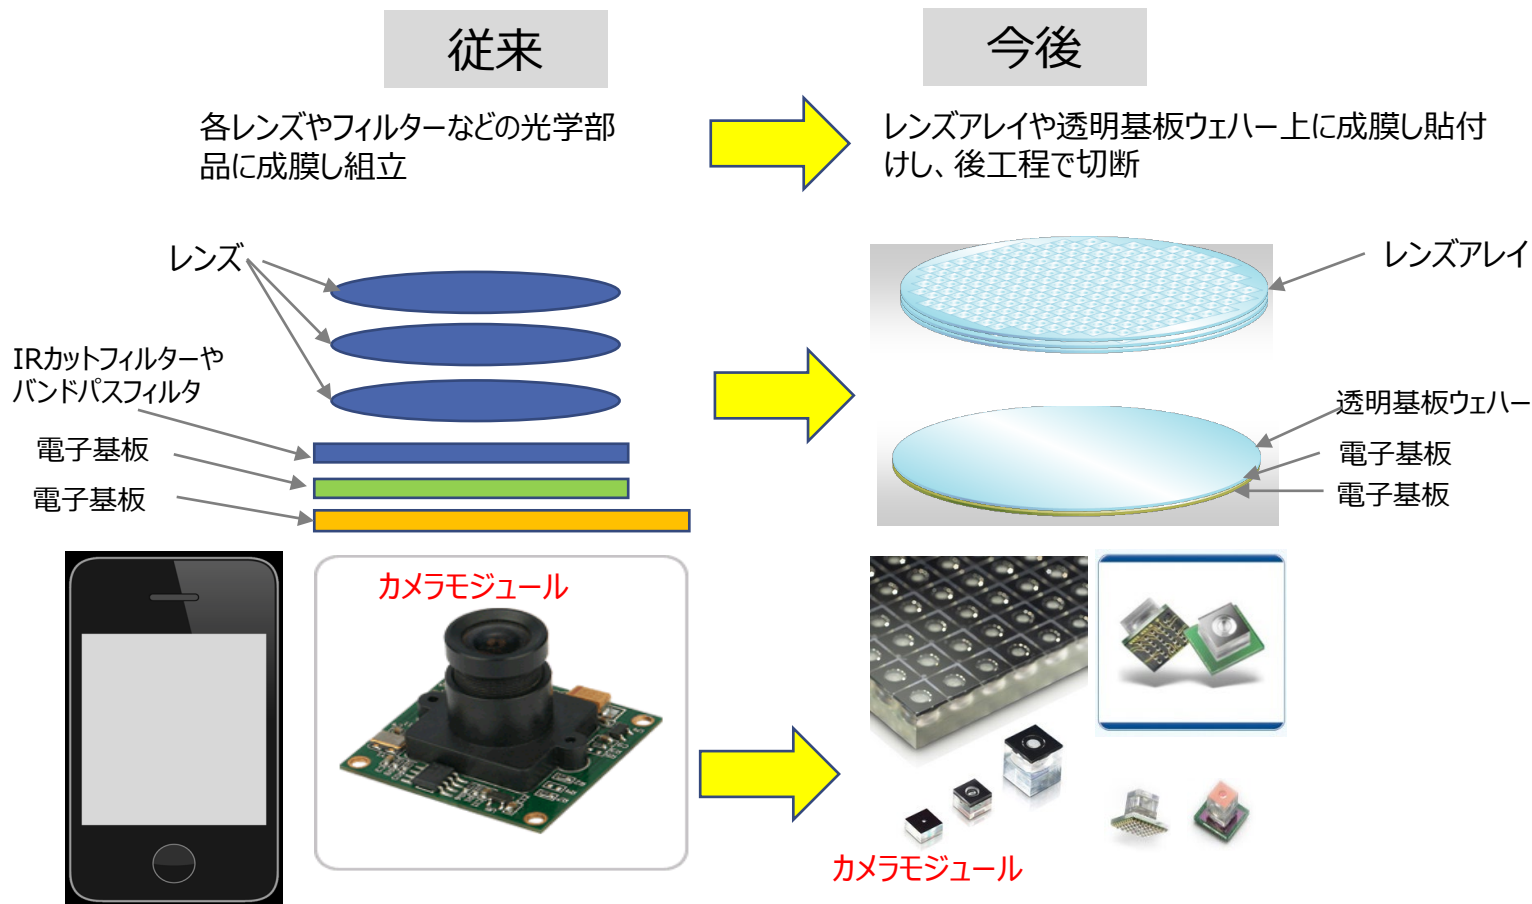 従来
今後
各レンズやフィルターなどの光学部
品に成膜し組立
レンズアレイや透明基板ウェハー上に成膜し貼付
けし、後工程で切断
レンズ
レンズアレイ
IRカットフィルターや
バンドパスフィルタ
電子基板
電子基板
透明基板ウェハー
電子基板
電子基板
カメラモジュール
カメラモジュール